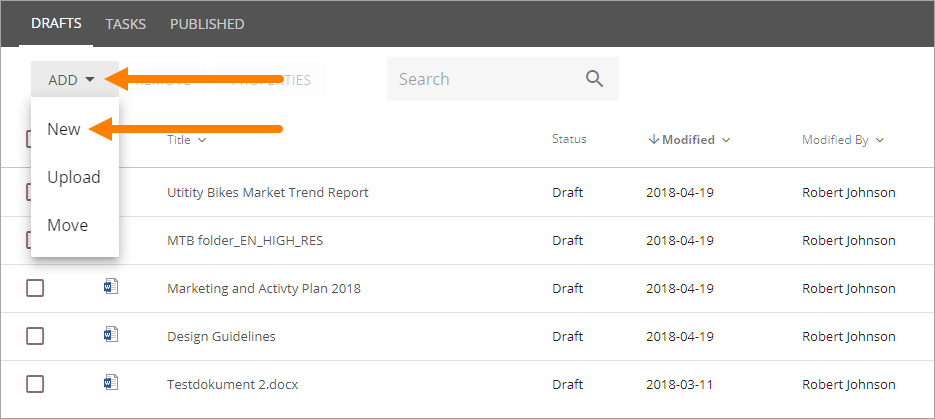 DRAFTS TASKS PUBLISHED
ADD REMOVE PROPERTIES Search
New
Title Status Modified Modified By
Upload
Utitity Bikes Market Trend Report Draft 2018-04-19 Robert Johnson
Move
MTB folder_EN_HIGH_RES Draft 2018-04-19 Robert Johnson
Marketing and Activty Plan 2018 Draft 2018-04-19 Robert Johnson
Design Guidelines Draft 2018-04-19 Robert Johnson
Testdokument 2.docx Draft 2018-03-11 Robert Johnson